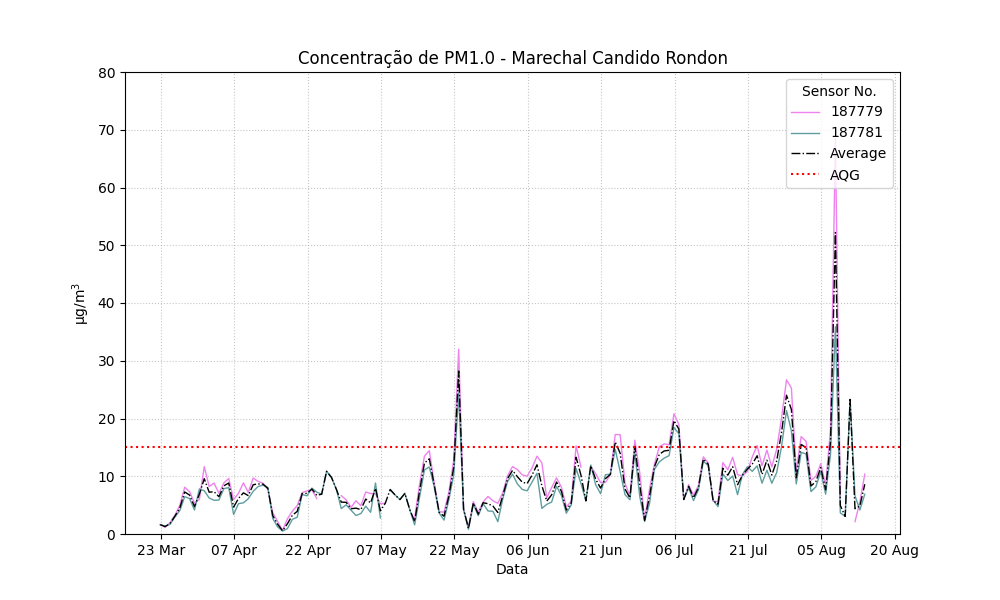 Concentração de PM1.0 - Marechal Candido Rondon
Sensor No.
187779
187781
Average
AQG
80
70
60
50
40
30
20
10
0
µg/m³
23 Mar 07 Apr 22 Apr 07 May 22 May 06 Jun 21 Jun 06 Jul 21 Jul 05 Aug 20 Aug
Data